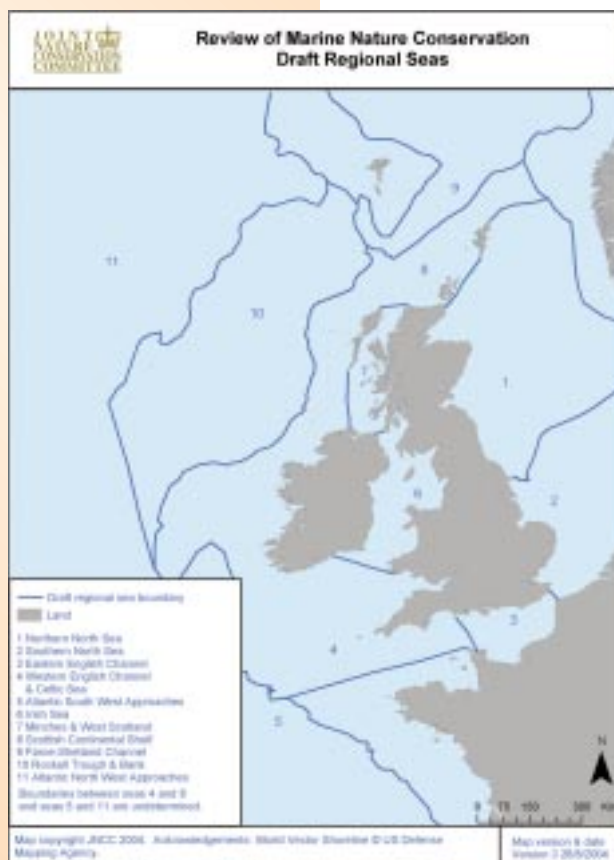 JOINT
NATURE
CONSERVATION
COMMITTEE
Review of Marine Nature Conservation
Draft Regional Seas
9
11
8
10
7
1
6
2
3
4
5
Draft regional sea boundary
Land
1 Northern North Sea
2 Southern North Sea
3 Eastern English Channel
4 Western English Channel
& Celtic Sea
5 Atlantic South West Approaches
6 Irish Sea
7 Minches & West Scotland
8 Scottish Continental Shelf
9 Faroe-Shetland Channel
10 Rockall Trough & Bank
11 Atlantic North West Approaches
Boundaries between seas 4 and
and seas 5 and 11 are undetermined
N
0 75 150 300
Map copyright JNCC 2004. Acknowledgements: World Vector Shoreline © US Defense
Mapping Agency.
Map version & date:
Version 3